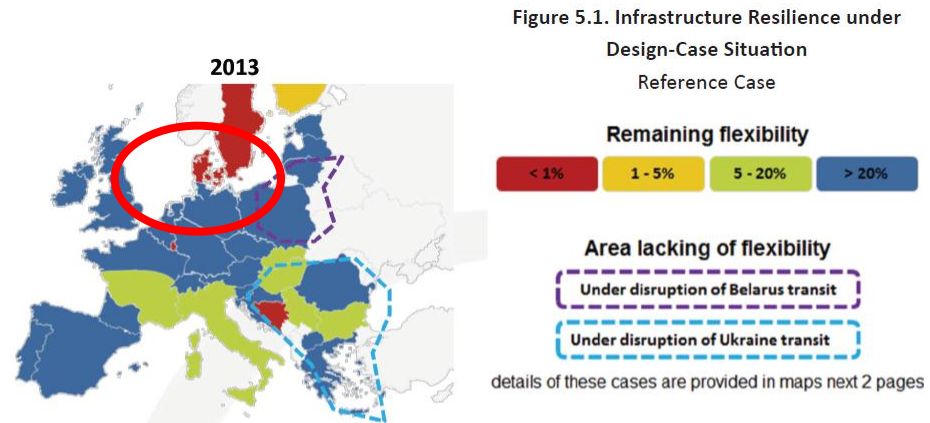 Figure 5.1. Infrastructure Resilience under
Design-Case Situation
Reference Case
2013
Remaining flexibility
< 1%
1 - 5%
5 - 20%
> 20%
Area lacking of flexibility
Under disruption of Belarus transit
Under disruption of Ukraine transit
details of these cases are provided in maps next 2 pages